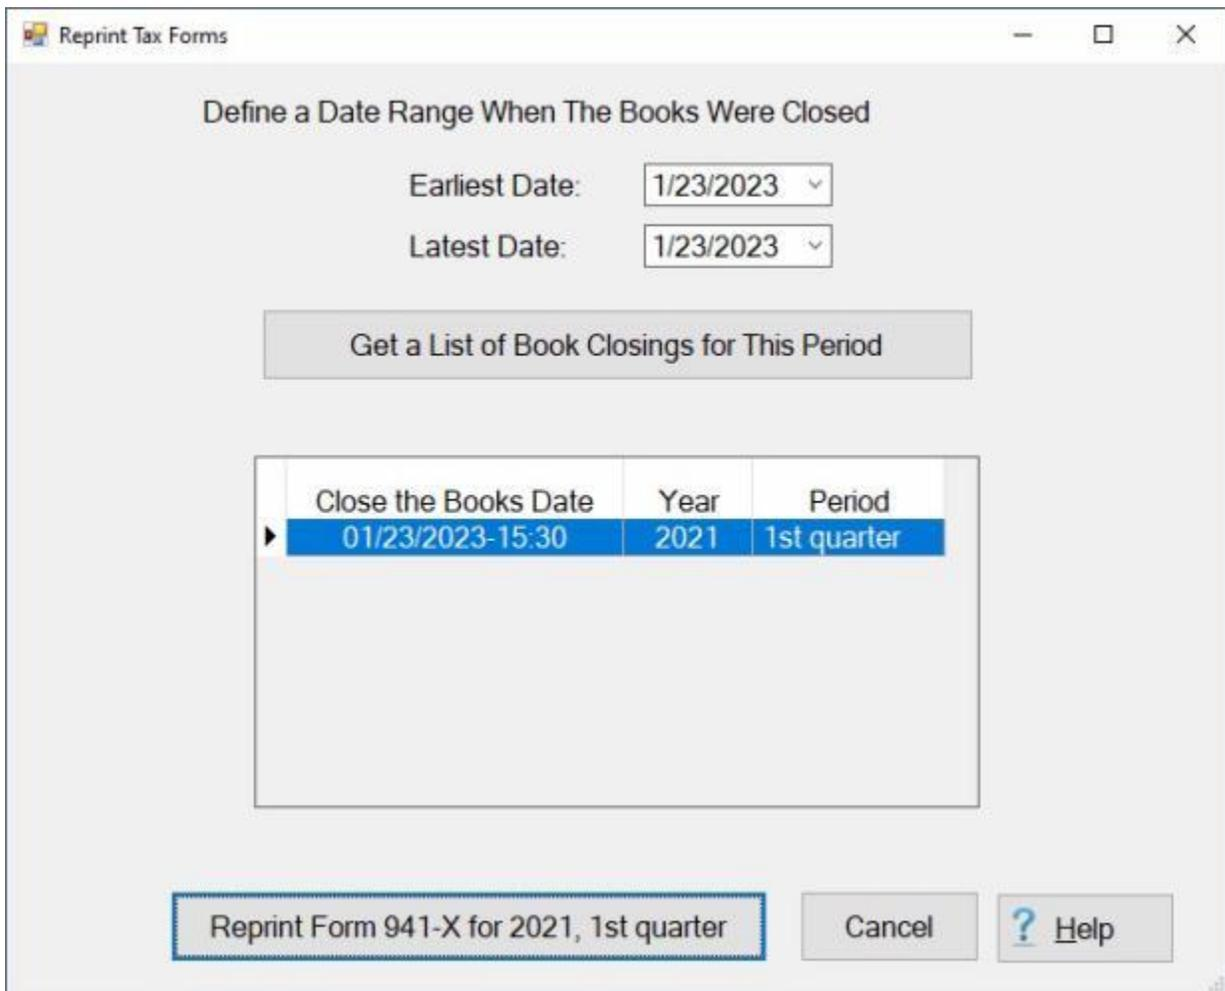 Reprint Tax Forms
Define a Date Range When The Books Were Closed
Earliest Date: 1/23/2023
Latest Date: 1/23/2023
Get a List of Book Closings for This Period
Close the Books Date Year Period
01/23/2023-15:30 2021 1st quarter
Reprint Form 941-X for 2021, 1st quarter Cancel ? Help